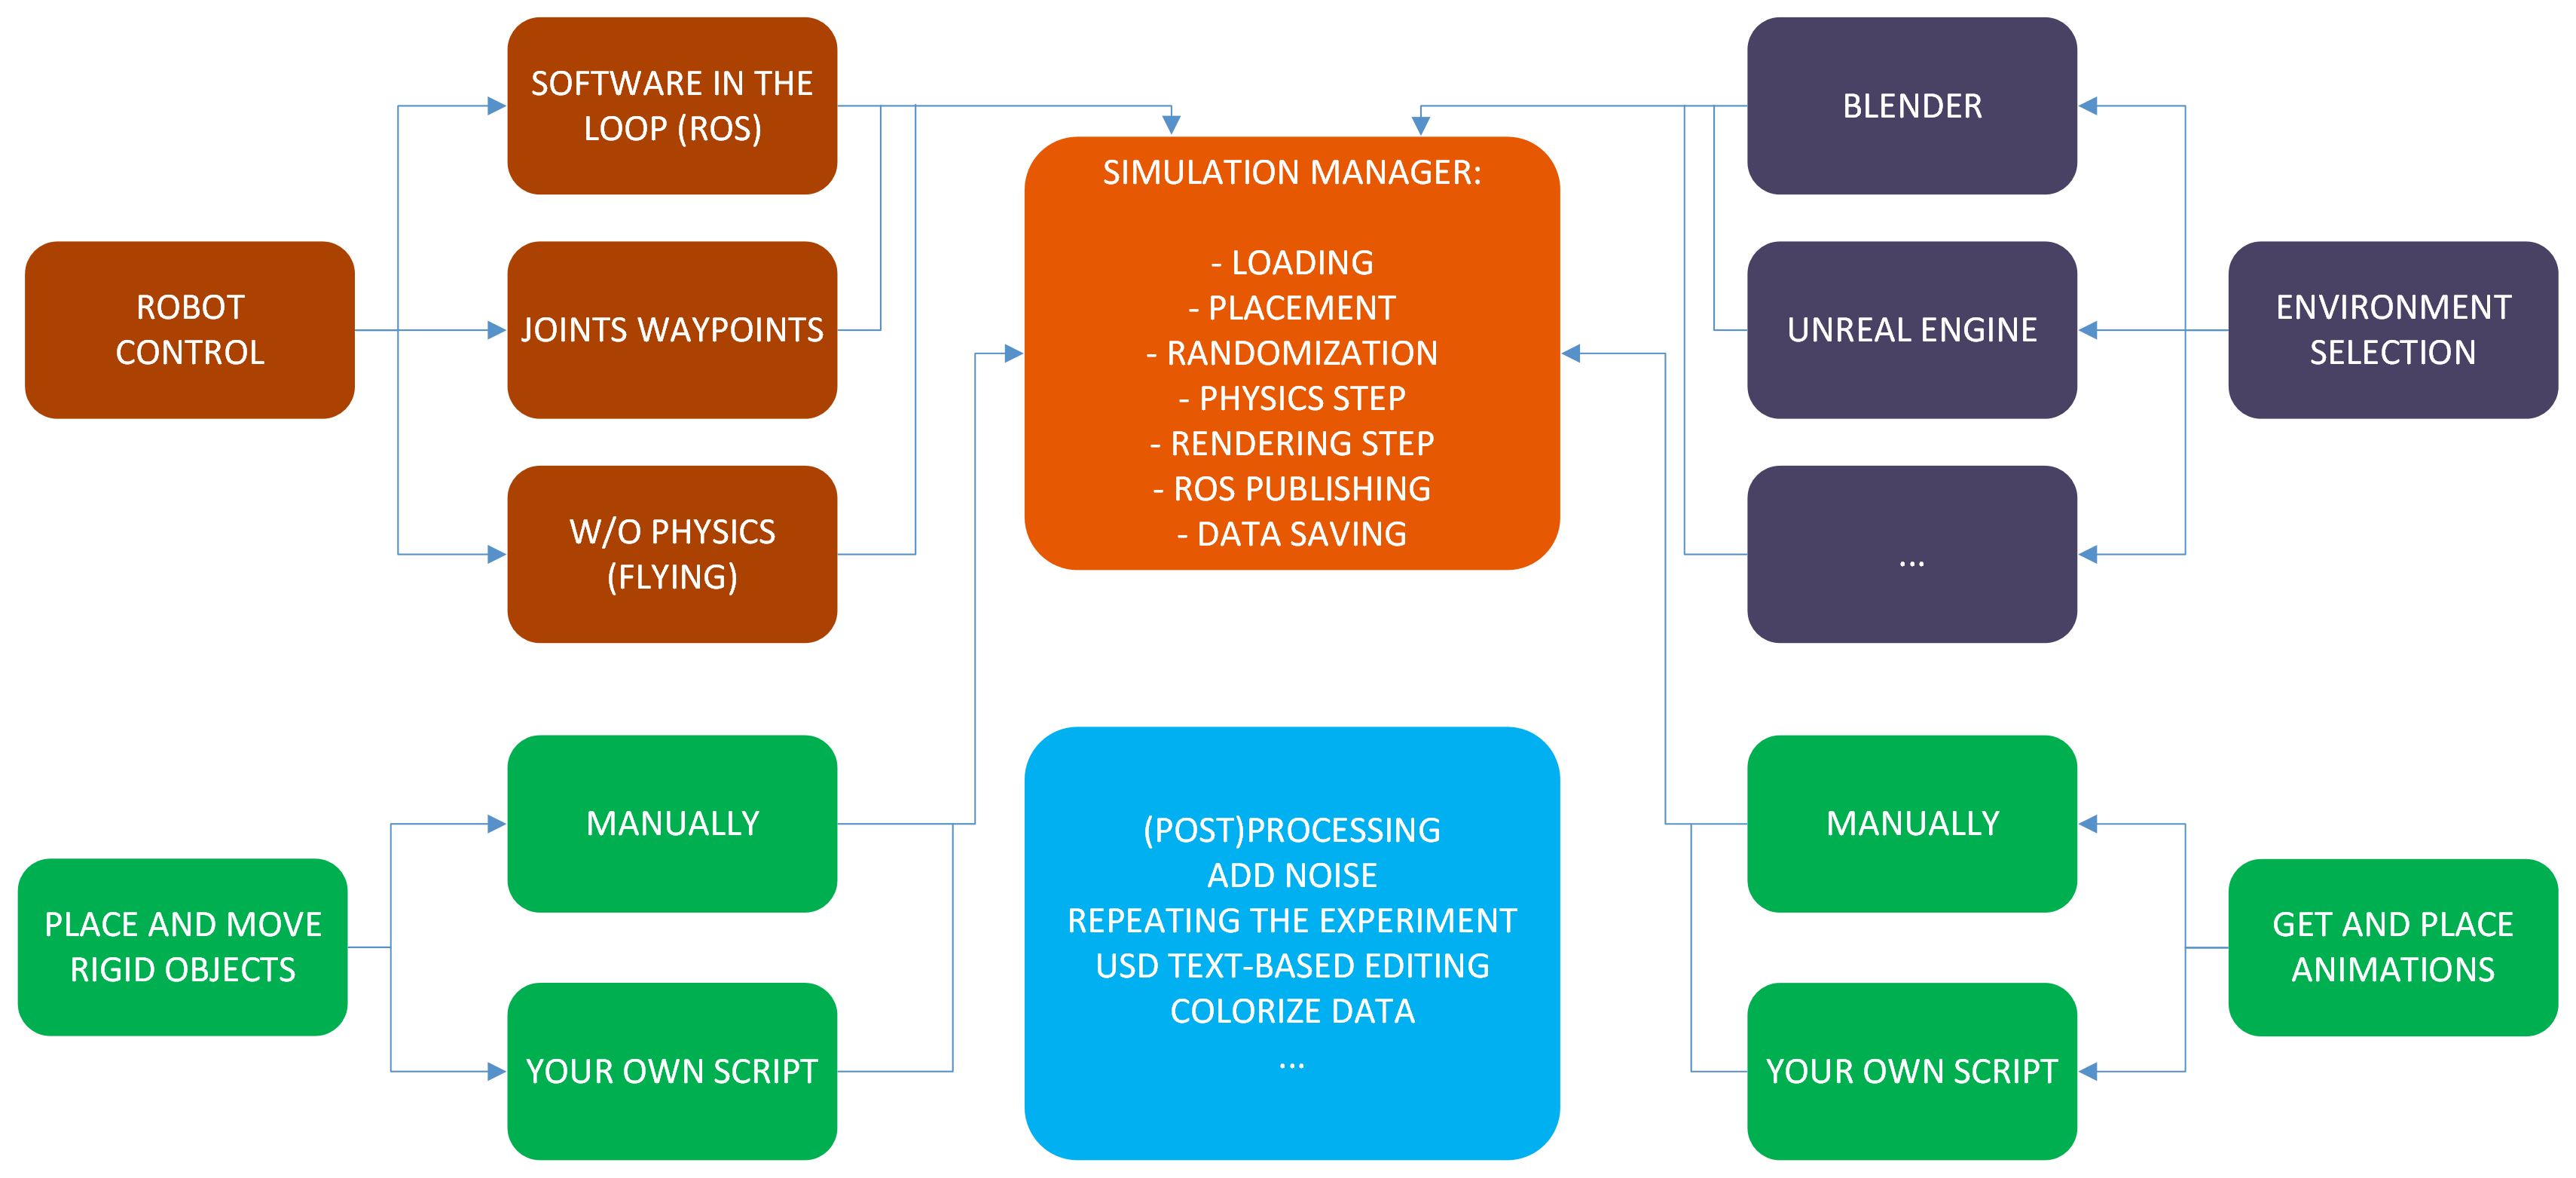 ROBOT
CONTROL
SOFTWARE IN THE
LOOP (ROS)
JOINTS WAYPOINTS
W/O PHYSICS
(FLYING)
SIMULATION MANAGER:
- LOADING
- PLACEMENT
- RANDOMIZATION
- PHYSICS STEP
- RENDERING STEP
- ROS PUBLISHING
- DATA SAVING
BLENDER
UNREAL ENGINE
...
ENVIRONMENT
SELECTION
PLACE AND MOVE
RIGID OBJECTS
MANUALLY
YOUR OWN SCRIPT
(POST)PROCESSING
ADD NOISE
REPEATING THE EXPERIMENT
USD TEXT-BASED EDITING
COLORIZE DATA
...
MANUALLY
YOUR OWN SCRIPT
GET AND PLACE
ANIMATIONS